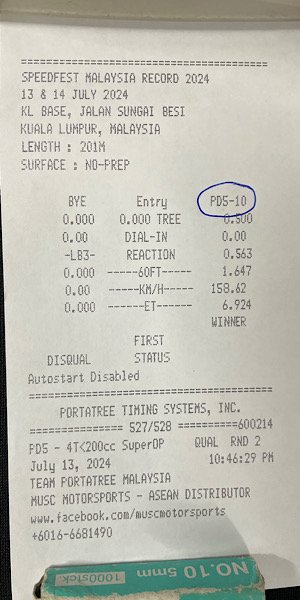 ================================
SPEEDFEST MALAYSIA RECORD 2024
13 & 14 JULY 2024
KL BASE, JALAN SUNGAI BESI
KUALA LUMPUR, MALAYSIA
LENGTH : 201M
SURFACE : NO-PREP
BYE Entry PD5-10
0.000 0.000 TREE 0.500
0.00 DIAL-IN 0.00
-LB3- REACTION 0.563
0.000 -----60FT------ 1.647
0.00 -----KM/H------ 158.62
0.000 ------ET------- 6.924
WINNER
FIRST
DISQUAL STATUS
Autostart Disabled
================================
PORTATREE TIMING SYSTEMS, INC.
=============== 527/528 =========600214
PD5 - 4T<200cc SuperOP QUAL RND 2
July 13, 2024 10:46:29 PM
TEAM PORTATREE MALAYSIA
MUSC MOTORSPORTS - ASEAN DISTRIBUTOR
www.facebook.com/muscmotorsports
+6016-6681490
NO.10 5mm
1000stck.